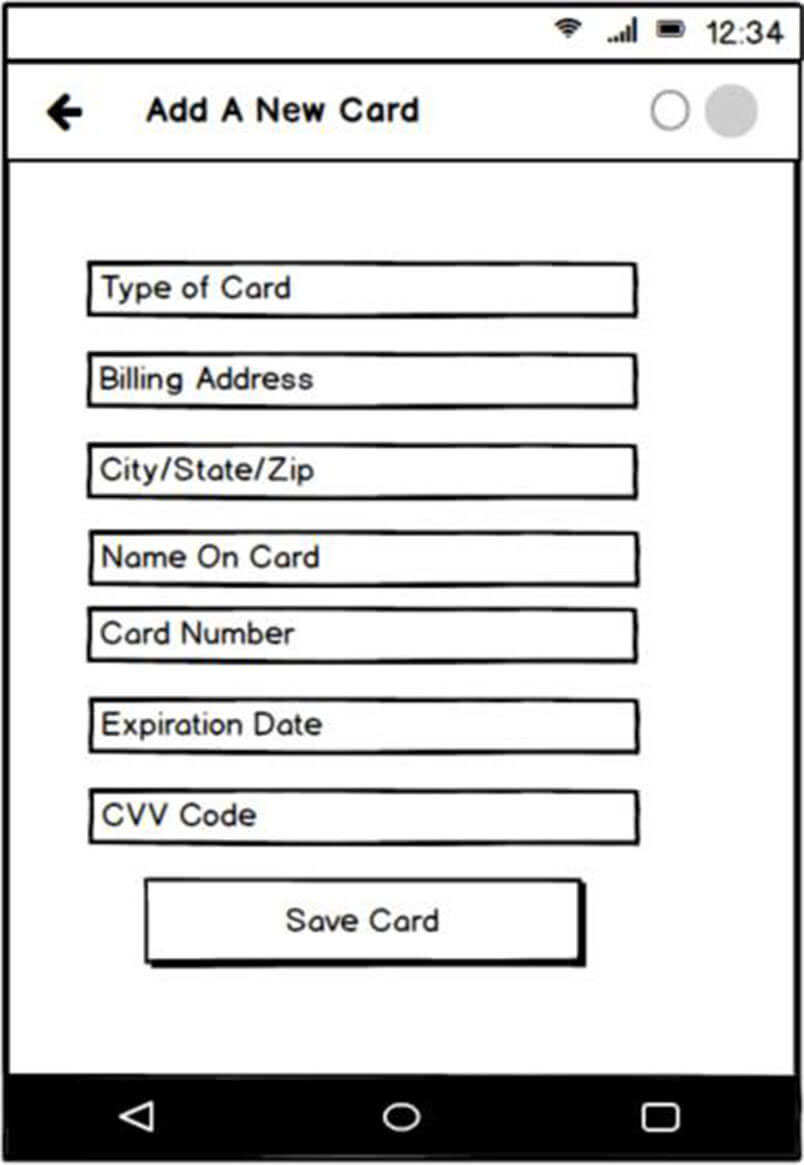 12:34
Add A New Card
Type of Card
Billing Address
City/State/Zip
Name On Card
Card Number
Expiration Date
CVV Code
Save Card